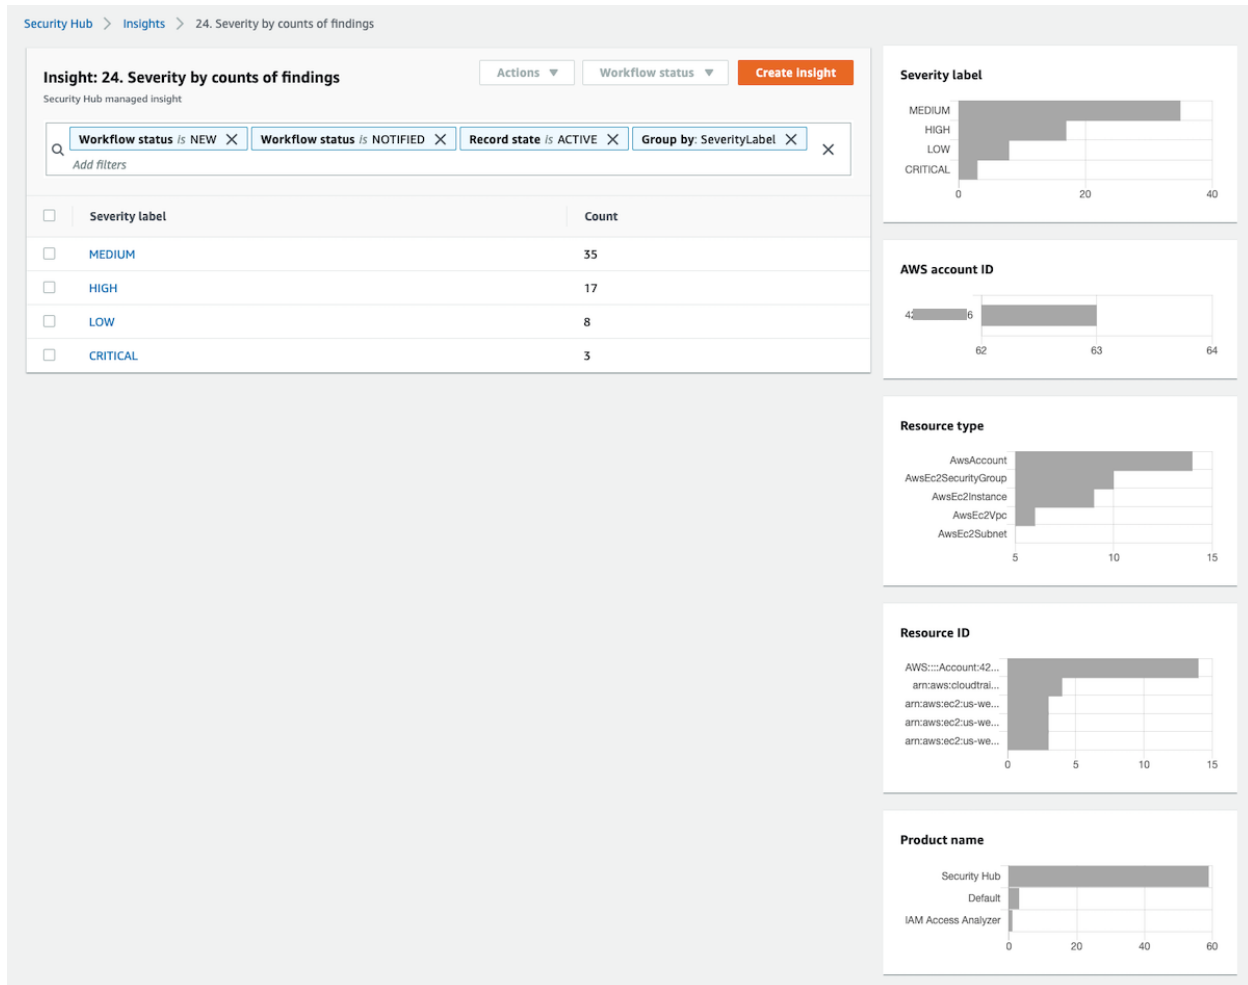 Security Hub > Insights > 24. Severity by counts of findings
Insight: 24. Severity by counts of findings
Security Hub managed insight
Actions ▼
Workflow status ▼
Create insight
Workflow status is NEW ✕
Workflow status is NOTIFIED ✕
Record state is ACTIVE ✕
Group by: SeverityLabel ✕
Add filters
Severity label Count
MEDIUM 35
HIGH 17
LOW 8
CRITICAL 3
Severity label
MEDIUM
HIGH
LOW
CRITICAL
0 20 40
AWS account ID
42 6
62 63 64
Resource type
AwsAccount
AwsEc2SecurityGroup
AwsEc2Instance
AwsEc2Vpc
AwsEc2Subnet
5 10 15
Resource ID
AWS::::Account:42...
arn:aws:cloudtrai...
arn:aws:ec2:us-we...
arn:aws:ec2:us-we...
arn:aws:ec2:us-we...
0 5 10 15
Product name
Security Hub
Default
IAM Access Analyzer
0 20 40 60